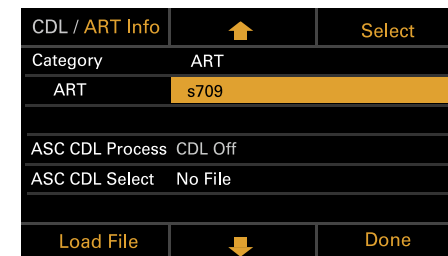 CDL / ART Info Select
Category ART
ART s709
ASC CDL Process CDL Off
ASC CDL Select No File
Load File Done